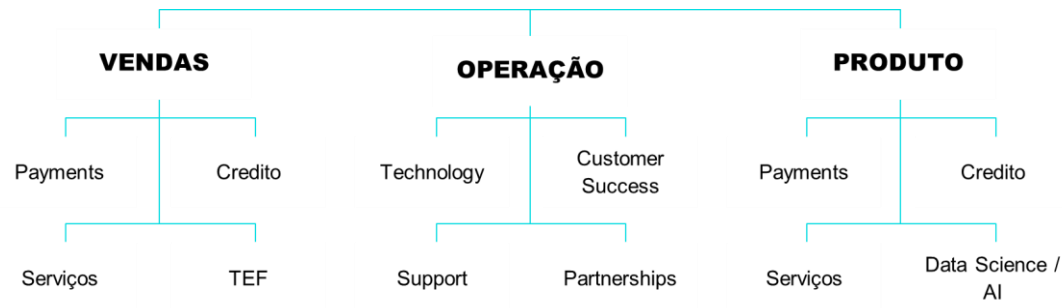 VENDAS
OPERAÇÃO
PRODUTO
Payments
Credito
Technology
Customer
Success
Payments
Credito
Serviços
TEF
Support
Partnerships
Serviços
Data Science /
AI